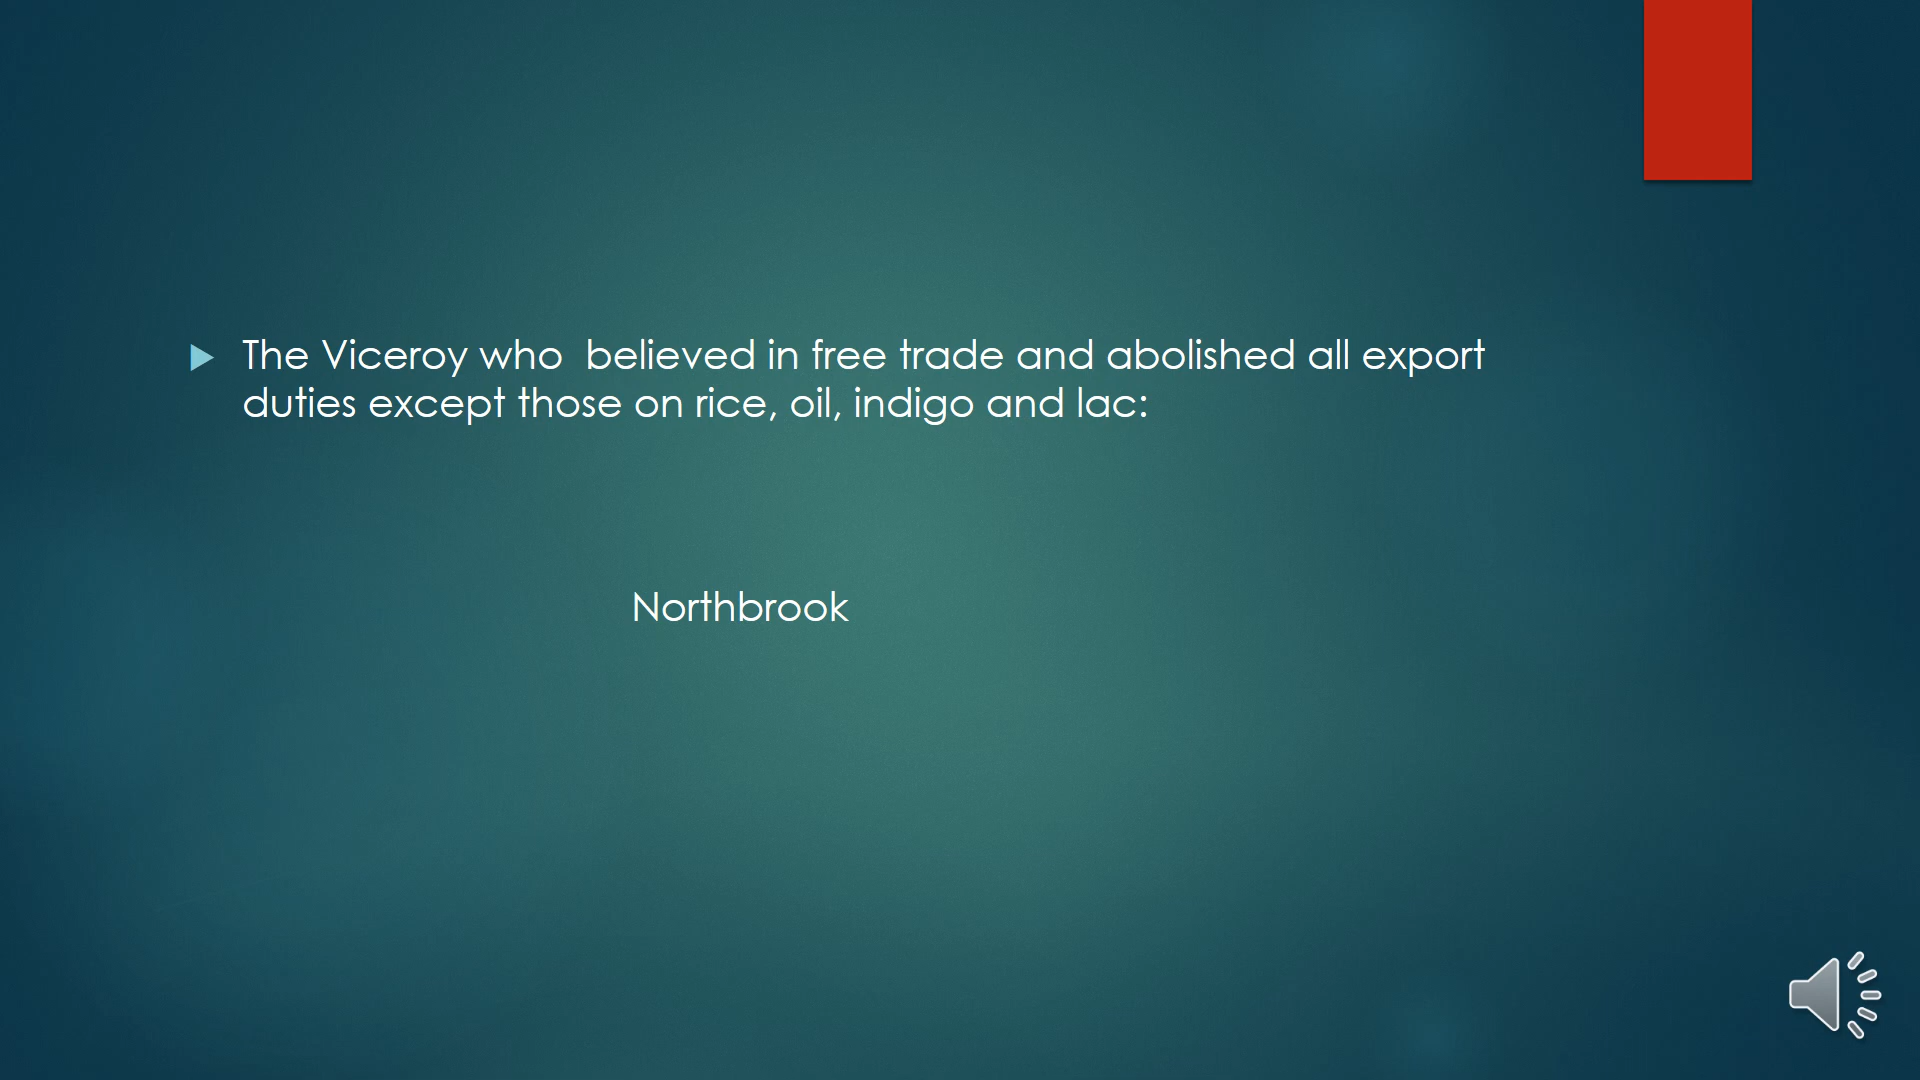 The Viceroy who  believed in free trade and abolished all export
duties except those on rice, oil, indigo and lac:
Northbrook